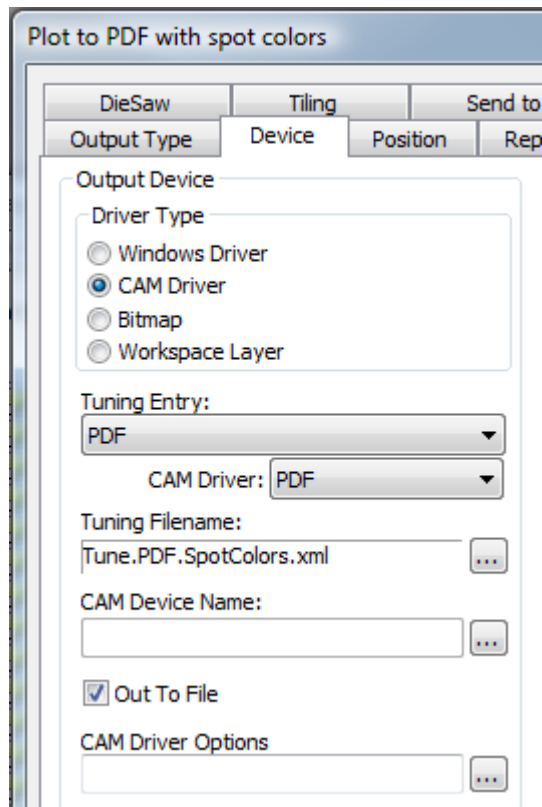 Plot to PDF with spot colors
DieSaw Tiling Send to
Output Type Device Position Rep
Output Device
Driver Type
Windows Driver
CAM Driver
Bitmap
Workspace Layer
Tuning Entry:
PDF
CAM Driver: PDF
Tuning Filename:
Tune.PDF.SpotColors.xml ...
CAM Device Name:
...
Out To File
CAM Driver Options
...